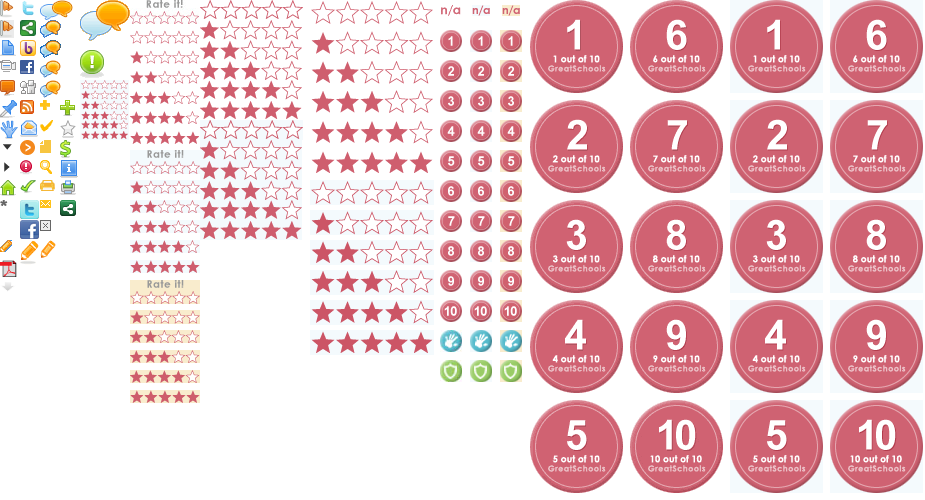 Rate it!
Rate it!
Rate it!
n/a n/a n/a
1 1 1
2 2 2
3 3 3
4 4 4
5 5 5
6 6 6
7 7 7
8 8 8
9 9 9
10 10 10
1 6 1 6
1 out of 10 6 out of 10 1 out of 10 6 out of 10
GreatSchools GreatSchools GreatSchools GreatSchools
2 7 2 7
2 out of 10 7 out of 10 2 out of 10 7 out of 10
GreatSchools GreatSchools GreatSchools GreatSchools
3 8 3 8
3 out of 10 8 out of 10 3 out of 10 8 out of 10
GreatSchools GreatSchools GreatSchools GreatSchools
4 9 4 9
4 out of 10 9 out of 10 4 out of 10 9 out of 10
GreatSchools GreatSchools GreatSchools GreatSchools
5 10 5 10
5 out of 10 10 out of 10 5 out of 10 10 out of 10
GreatSchools GreatSchools GreatSchools GreatSchools